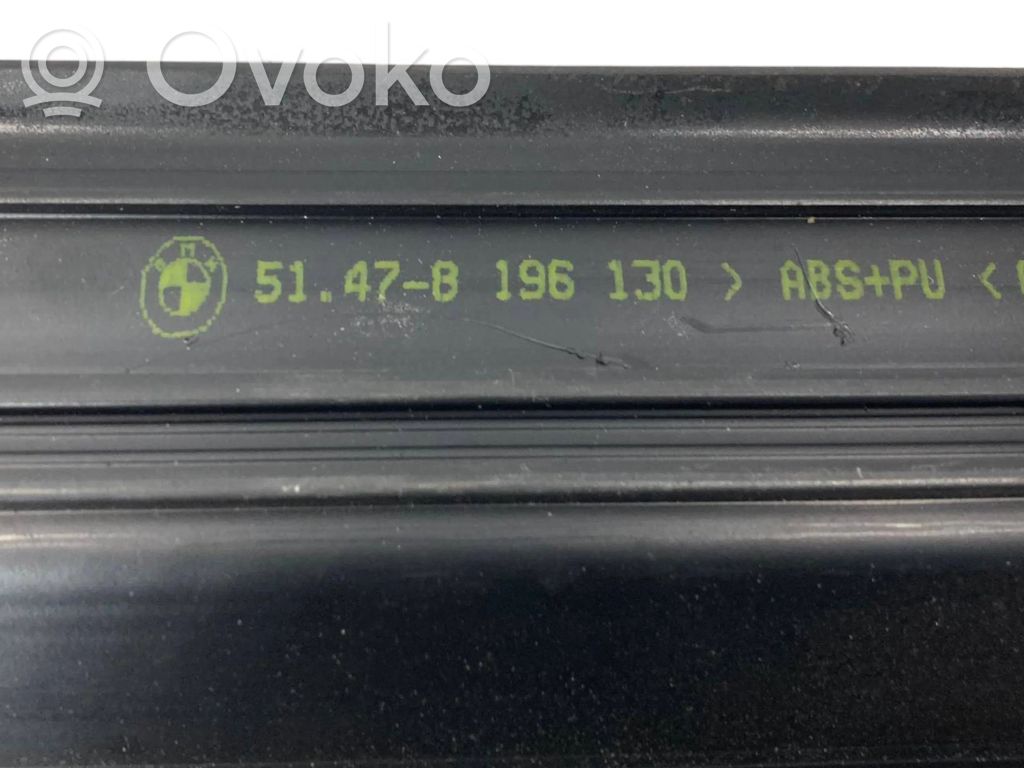 Ovoko
BMW
51.47-8 196 130 > ABS+PU <